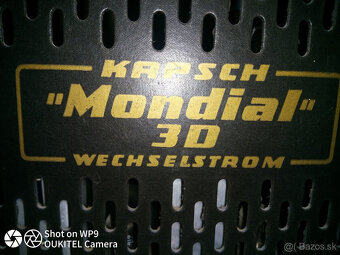 KAPSCH
"Mondial"
3D
WECHSELSTROM
Shot on WP9
OUKITEL Camera
Bazos.sk